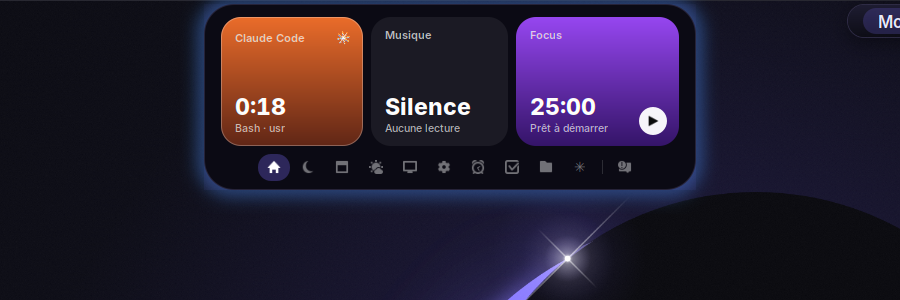 Claude Code
0:18
Bash · usr
Musique
Silence
Aucune lecture
Focus
25:00
Prêt à démarrer